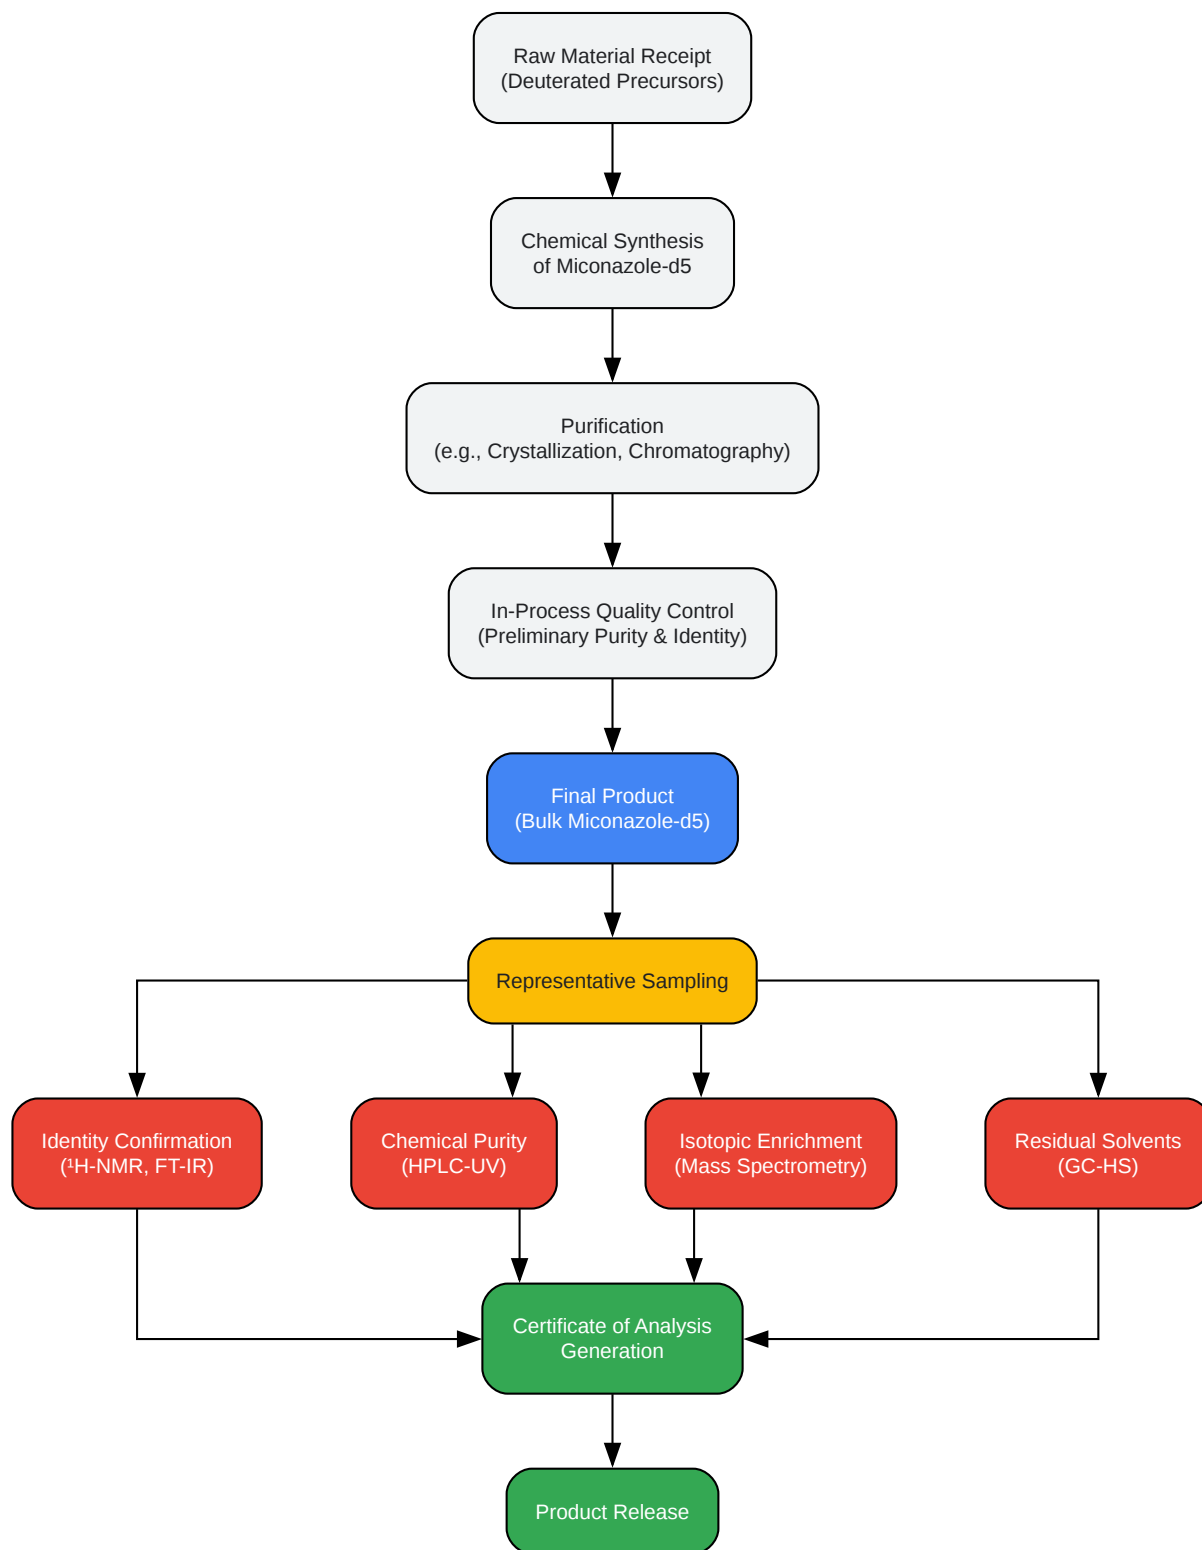 Raw Material Receipt
(Deuterated Precursors)
Chemical Synthesis
of Miconazole-d5
Purification
(e.g., Crystallization, Chromatography)
In-Process Quality Control
(Preliminary Purity & Identity)
Final Product
(Bulk Miconazole-d5)
Representative Sampling
Identity Confirmation
(¹H-NMR, FT-IR)
Chemical Purity
(HPLC-UV)
Isotopic Enrichment
(Mass Spectrometry)
Residual Solvents
(GC-HS)
Certificate of Analysis
Generation
Product Release